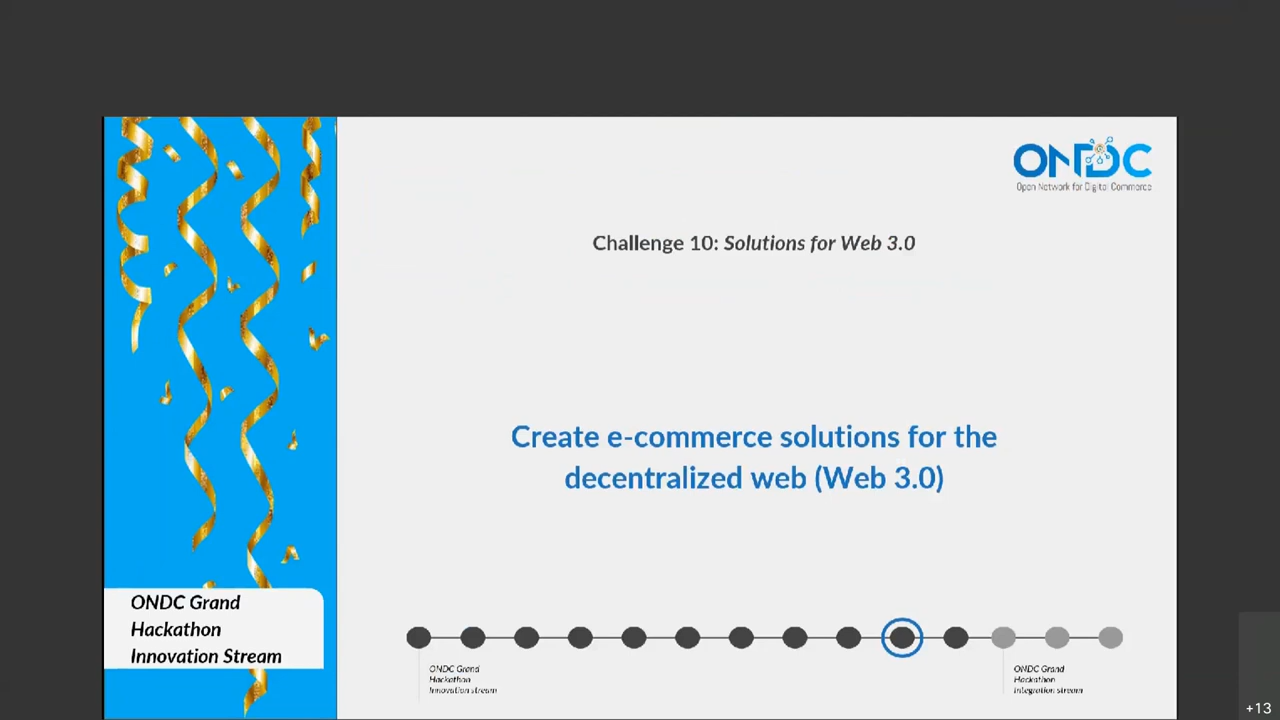 ONDC
Open Network for Digital Commerce
Challenge 10: Solutions for Web 3.0
Create e-commerce solutions for the
decentralized web (Web 3.0)
ONDC Grand
Hackathon
Innovation Stream
ONDC Grand
Hackathon
Innovation stream
ONDC Grand
Hackathon
Integration stream
+13